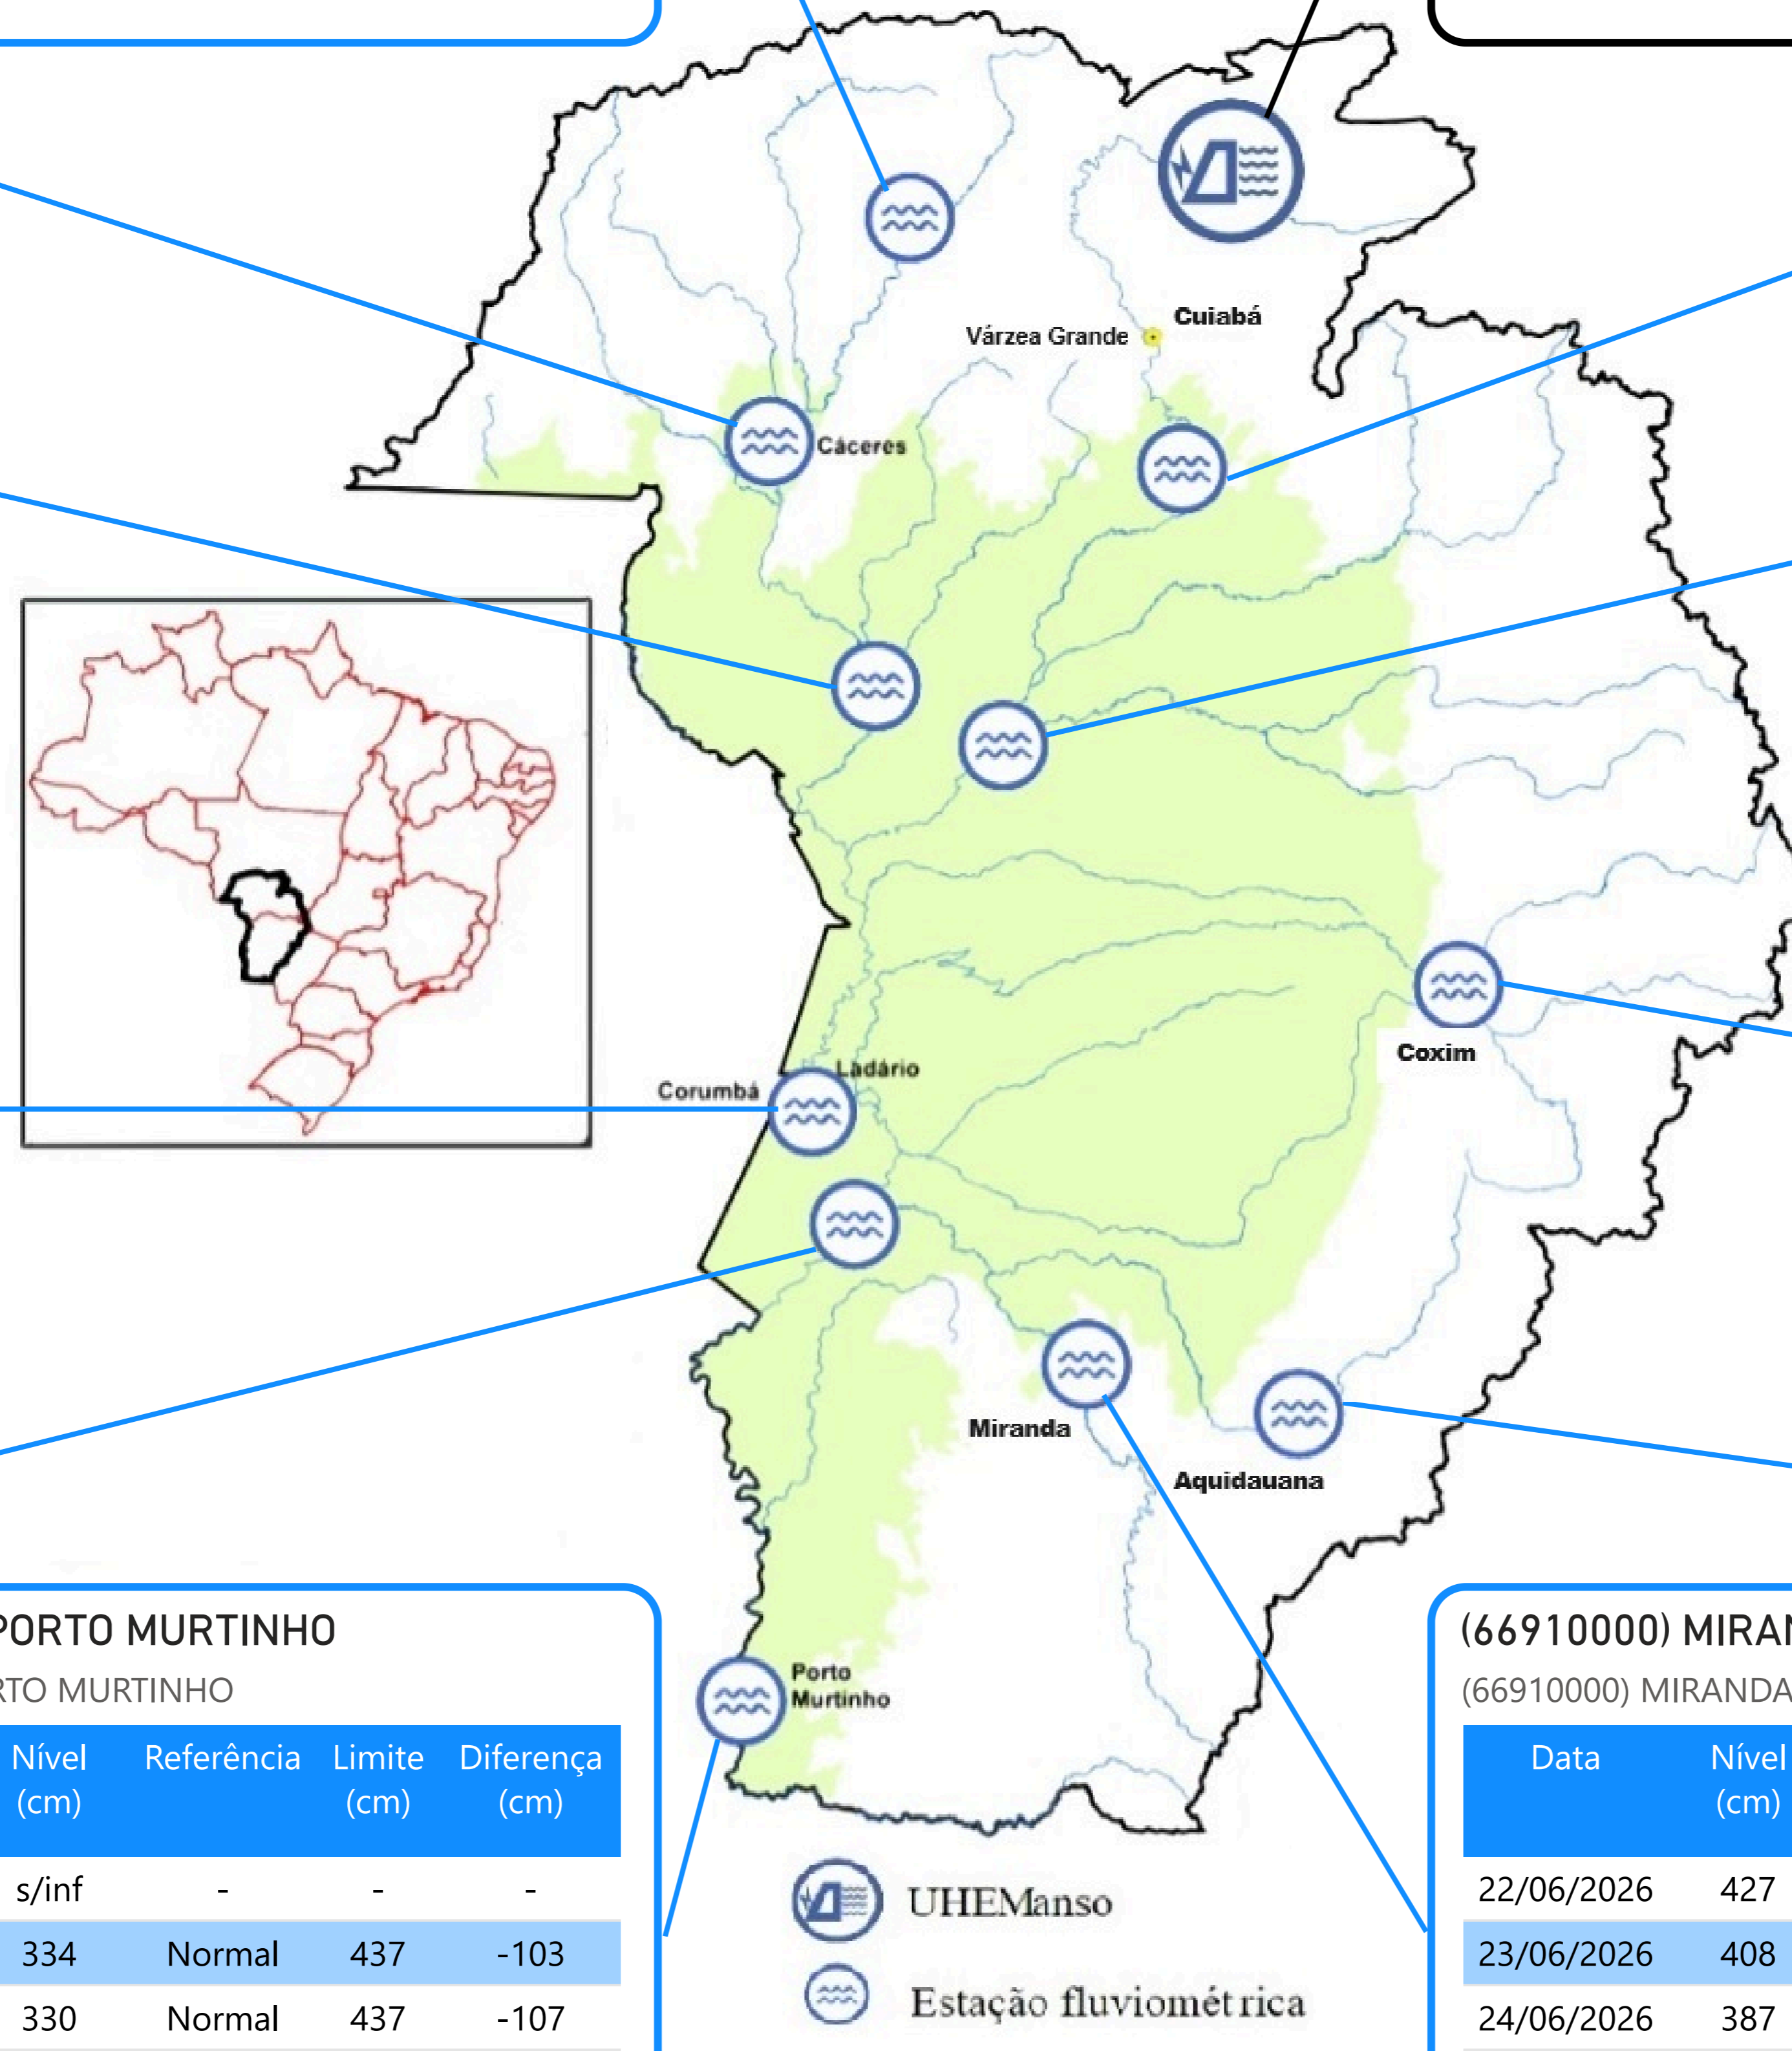 Cuiabá
Várzea Grande
Cáceres
Coxim
Ladário
Corumbá
Miranda
Aquidauana
Porto
Murtinho
PORTO MURTINHO
RTO MURTINHO
Nível
(cm)
Referência
Limite
(cm)
Diferença
(cm)
s/inf - - -
334 Normal 437 -103
330 Normal 437 -107
UHEManso
Estação fluviométrica
(66910000) MIRAN
(66910000) MIRANDA
Data
Nível
(cm)
22/06/2026 427
23/06/2026 408
24/06/2026 387